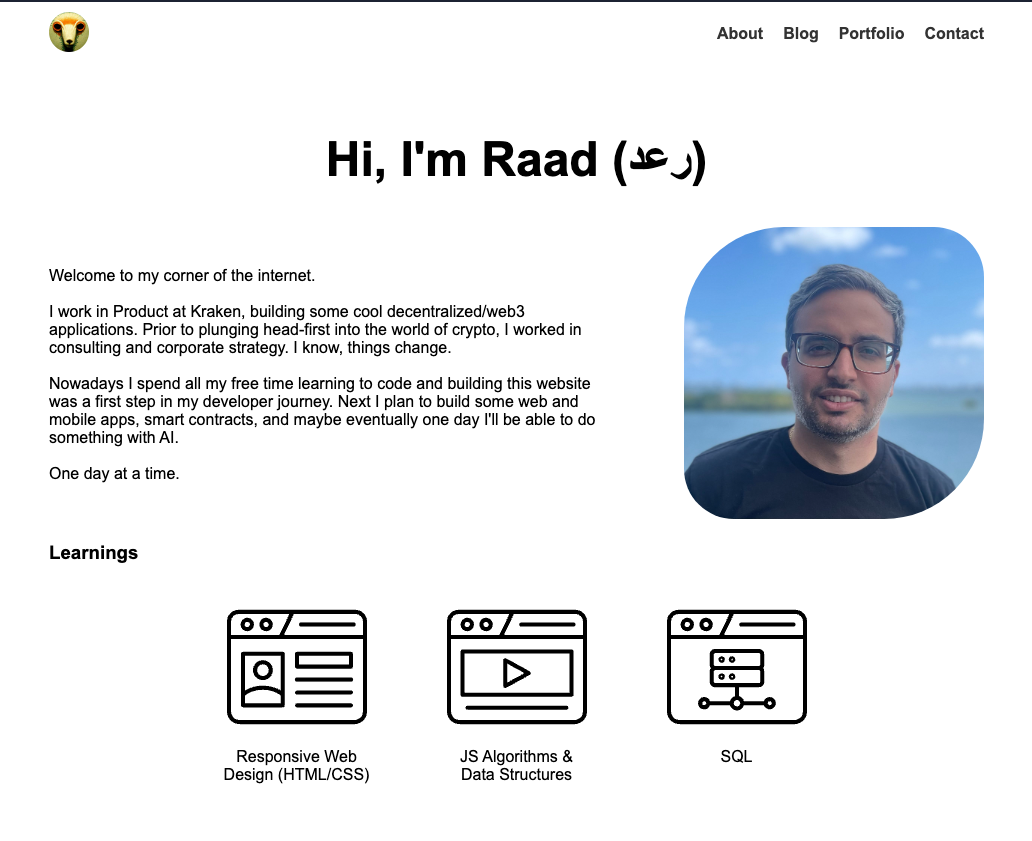 About Blog Portfolio Contact
Hi, I'm Raad (رعد)
Welcome to my corner of the internet.
I work in Product at Kraken, building some cool decentralized/web3
applications. Prior to plunging head-first into the world of crypto, I worked in
consulting and corporate strategy. I know, things change.
Nowadays I spend all my free time learning to code and building this website
was a first step in my developer journey. Next I plan to build some web and
mobile apps, smart contracts, and maybe eventually one day I'll be able to do
something with AI.
One day at a time.
Learnings
Responsive Web
Design (HTML/CSS)
JS Algorithms &
Data Structures
SQL